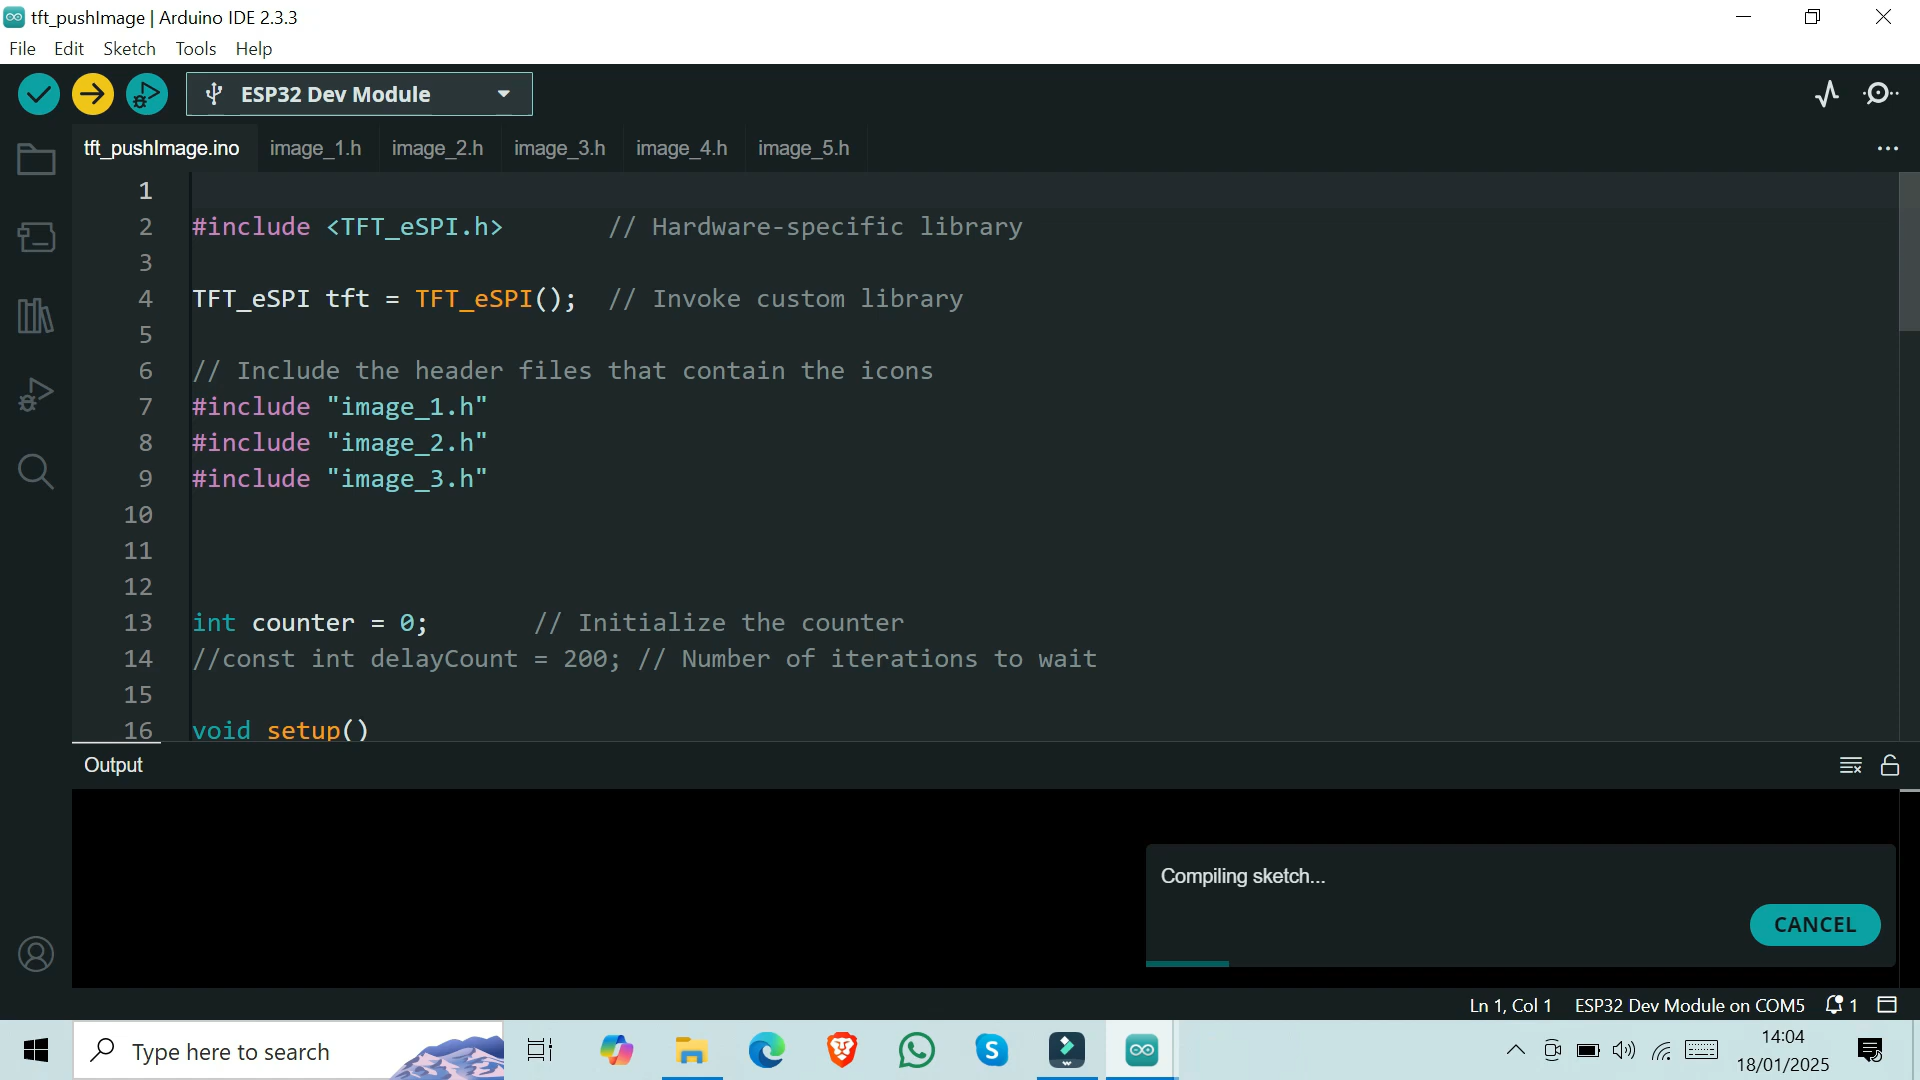 tft_pushImage | Arduino IDE 2.3.3
File Edit Sketch Tools Help
ESP32 Dev Module
tft_pushImage.ino image_1.h image_2.h image_3.h image_4.h image_5.h
1
2 #include <TFT_eSPI.h> // Hardware-specific library
3
4 TFT_eSPI tft = TFT_eSPI(); // Invoke custom library
5
6 // Include the header files that contain the icons
7 #include "image_1.h"
8 #include "image_2.h"
9 #include "image_3.h"
10
11
12
13 int counter = 0; // Initialize the counter
14 //const int delayCount = 200; // Number of iterations to wait
15
16 void setup()
Output
Compiling sketch...
CANCEL
Ln 1, Col 1 ESP32 Dev Module on COM5 1
Type here to search
S
14:04
18/01/2025